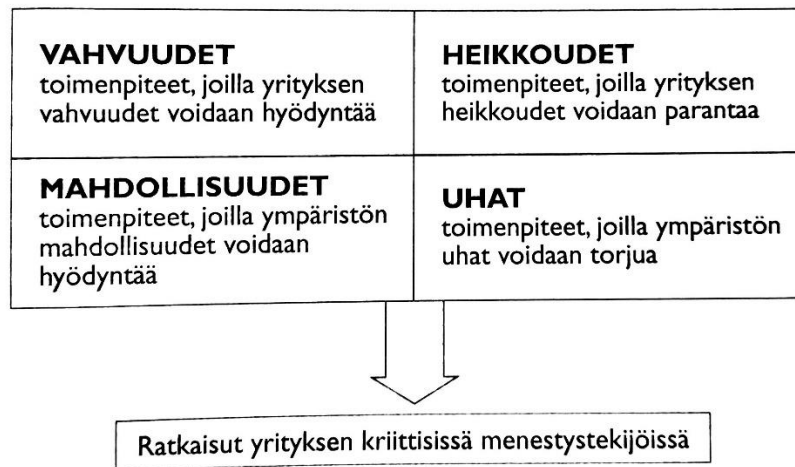 VAHVUUDET
toimenpiteet, joilla yrityksen
vahvuudet voidaan hyödyntää
HEIKKOUDET
toimenpiteet, joilla yrityksen
heikkoudet voidaan parantaa
MAHDOLLISUUDET
toimenpiteet, joilla ympäristön
mahdollisuudet voidaan
hyödyntää
UHAT
toimenpiteet, joilla ympäristön
uhat voidaan torjua
Ratkaisut yrityksen kriittisissä menestystekijöissä